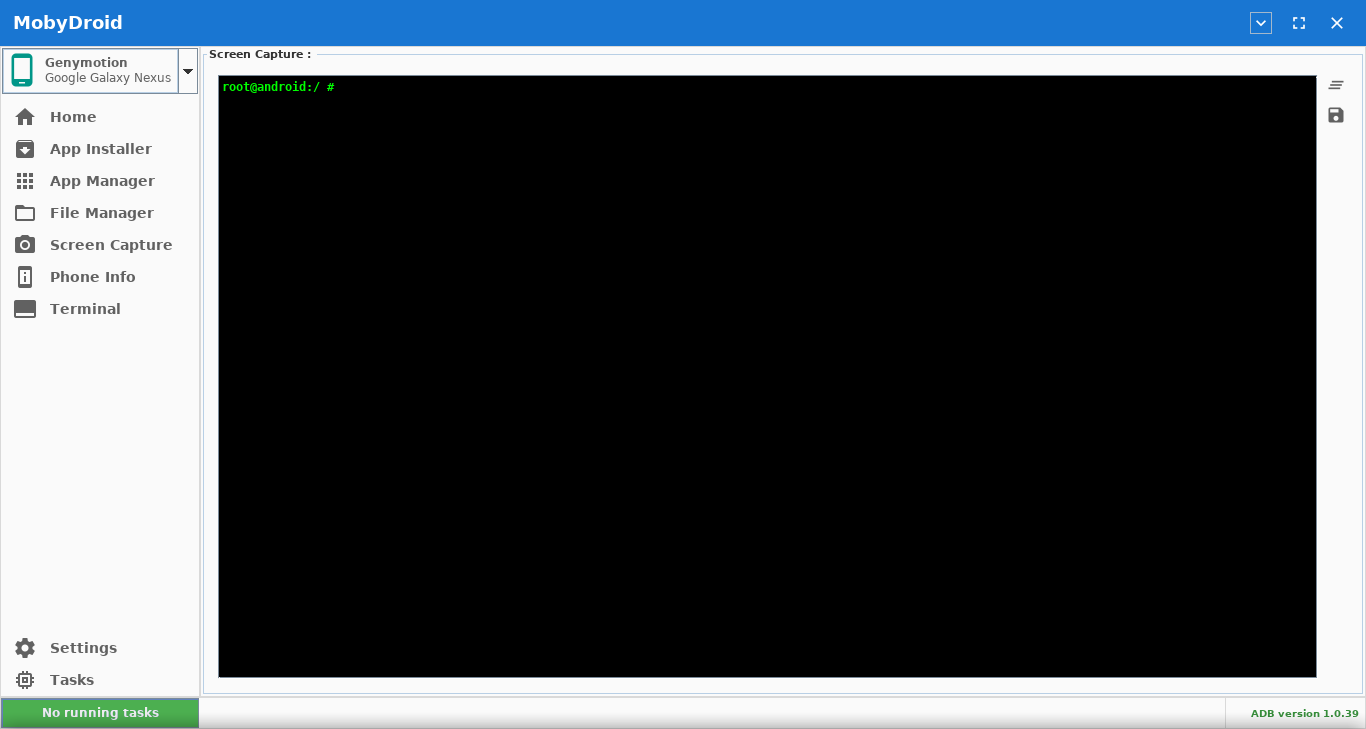 MobyDroid
Genymotion
Google Galaxy Nexus
Home
App Installer
App Manager
File Manager
Screen Capture
Phone Info
Terminal
Settings
Tasks
No running tasks
Screen Capture :
root@android:/ #
ADB version 1.0.39